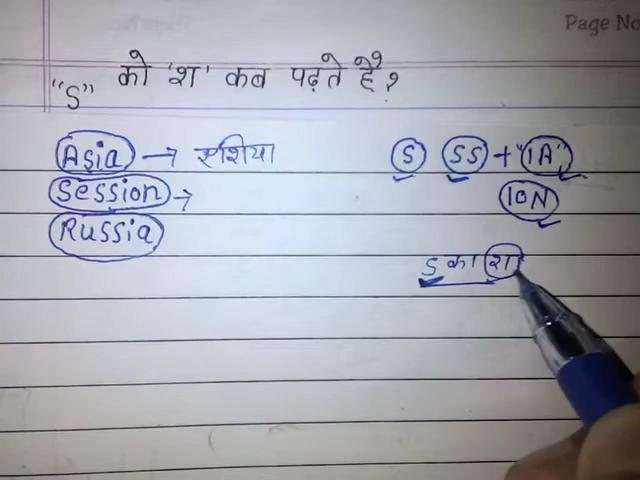 Page No
"S" को 'श' कब पढ़ते हैं?
Asia → एशिया S SS + "IA"
Session → ION
Russia
S का श